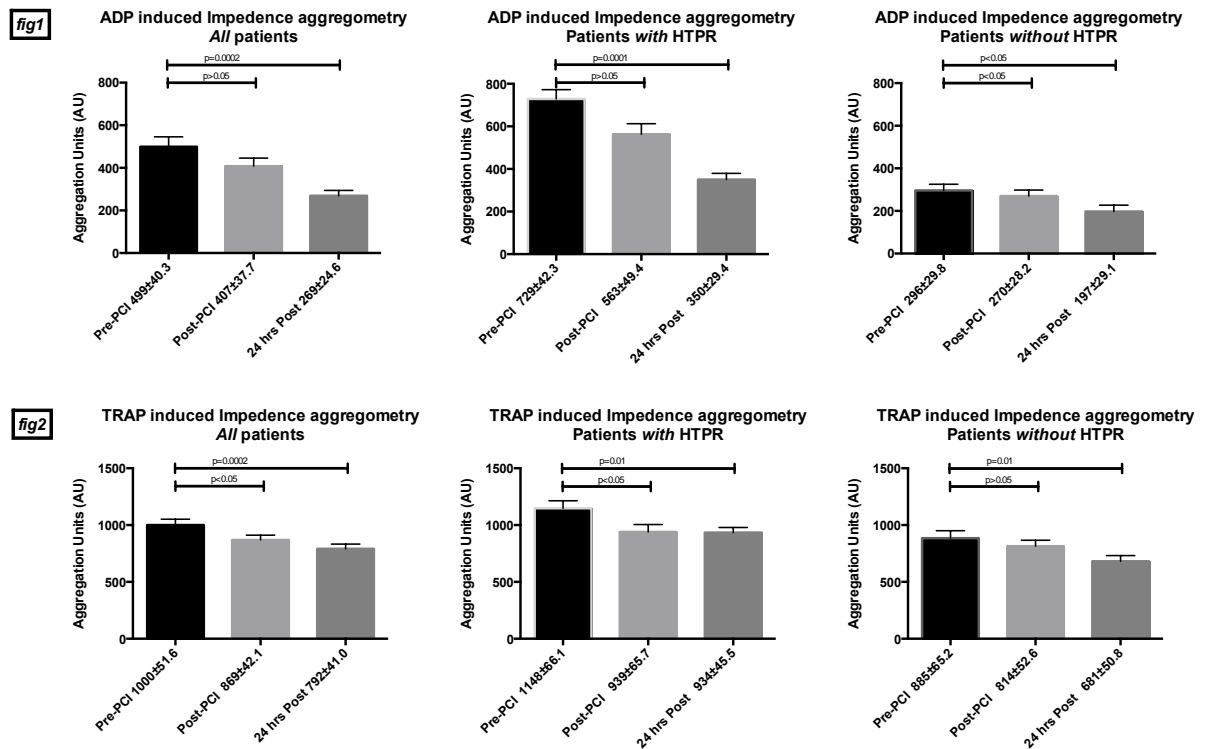 fig1
ADP induced Impedence aggregometry
All patients
p=0.0002
p>0.05
Aggregation Units (AU)
800
600
400
200
0
Pre-PCI 499±40.3
Post-PCI 407±37.7
24 hrs Post 269±24.6
ADP induced Impedence aggregometry
Patients with HTPR
p=0.0001
p>0.05
Aggregation Units (AU)
800
600
400
200
0
Pre-PCI 729±42.3
Post-PCI 563±49.4
24 hrs Post 350±29.4
ADP induced Impedence aggregometry
Patients without HTPR
p<0.05
p<0.05
Aggregation Units (AU)
800
600
400
200
0
Pre-PCI 296±29.8
Post-PCI 270±28.2
24 hrs Post 197±29.1
fig2
TRAP induced Impedence aggregometry
All patients
p=0.0002
p<0.05
Aggregation Units (AU)
1500
1000
500
0
Pre-PCI 1000±51.6
Post-PCI 869±42.1
24 hrs Post 792±41.0
TRAP induced Impedence aggregometry
Patients with HTPR
p=0.01
p<0.05
Aggregation Units (AU)
1500
1000
500
0
Pre-PCI 1148±66.1
Post-PCI 939±65.7
24 hrs Post 934±45.5
TRAP induced Impedence aggregometry
Patients without HTPR
p=0.01
p>0.05
Aggregation Units (AU)
1500
1000
500
0
Pre-PCI 885±65.2
Post-PCI 814±52.6
24 hrs Post 681±50.8